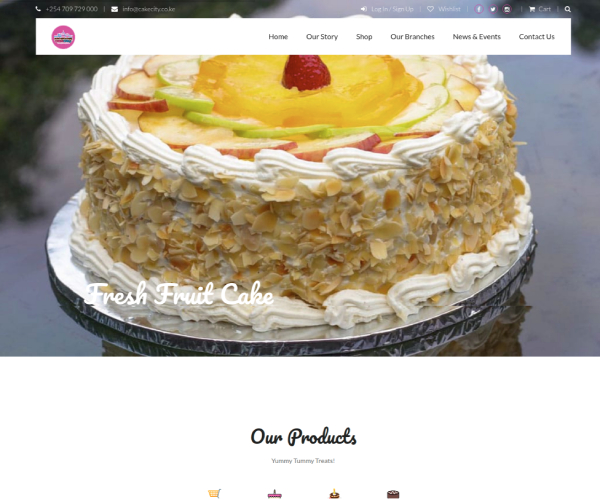 +254 709 729 000 | info@cakecity.co.ke Log In / Sign Up | Wishlist | | Cart |
Home Our Story Shop Our Branches News & Events Contact Us
Fresh Fruit Cake
Our Products
Yummy Tummy Treats!